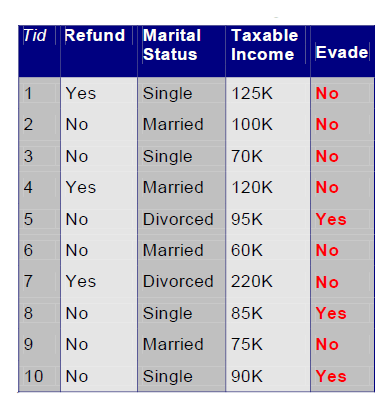 Tid Refund Marital Status Taxable Income Evade
1 Yes Single 125K No
2 No Married 100K No
3 No Single 70K No
4 Yes Married 120K No
5 No Divorced 95K Yes
6 No Married 60K No
7 Yes Divorced 220K No
8 No Single 85K Yes
9 No Married 75K No
10 No Single 90K Yes